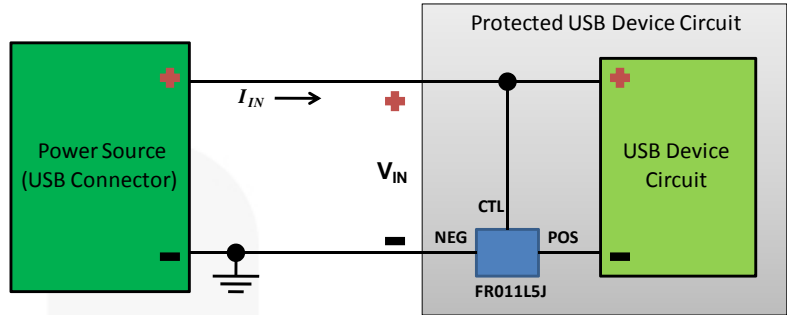 Protected USB Device Circuit
+
+
I_IN
+
Power Source
(USB Connector)
USB Device
Circuit
V_IN
CTL
NEG
POS
-
-
-
FR011L5J